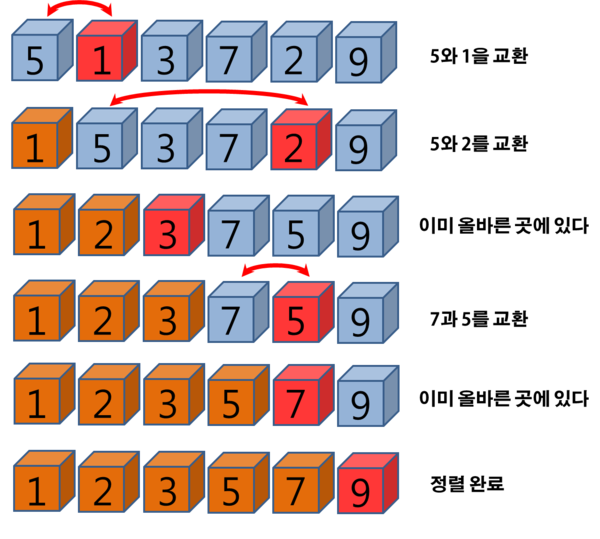 5 1 3 7 2 9 5와 1을 교환
1 5 3 7 2 9 5와 2를 교환
1 2 3 7 5 9 이미 올바른 곳에 있다
1 2 3 7 5 9 7과 5를 교환
1 2 3 5 7 9 이미 올바른 곳에 있다
1 2 3 5 7 9 정렬 완료